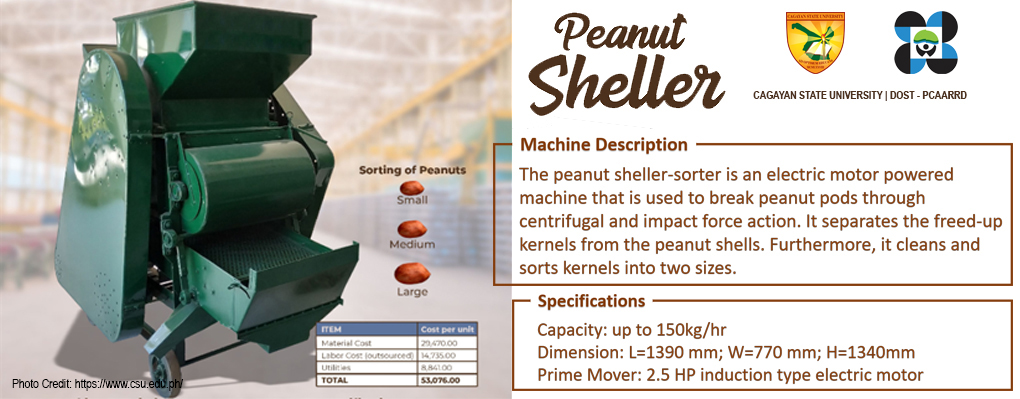 Peanut
Sheller
CAGAYAN STATE UNIVERSITY
CAGAYAN STATE UNIVERSITY | DOST - PCAARRD
Machine Description
The peanut sheller-sorter is an electric motor powered
machine that is used to break peanut pods through
centrifugal and impact force action. It separates the freed-up
kernels from the peanut shells. Furthermore, it cleans and
sorts kernels into two sizes.
Specifications
Capacity: up to 150kg/hr
Dimension: L=1390 mm; W=770 mm; H=1340mm
Prime Mover: 2.5 HP induction type electric motor
Sorting of Peanuts
Small
Medium
Large
ITEM Cost per unit
Material Cost 29,470.00
Labor Cost (outsourced) 14,735.00
Utilities 8,841.00
TOTAL 53,076.00
Photo Credit: https://www.csu.edu.ph/